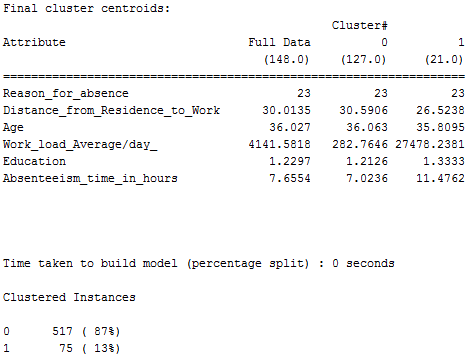 Final cluster centroids:
Cluster#
Attribute Full Data 0 1
(148.0) (127.0) (21.0)
==========================================================================
Reason_for_absence 23 23 23
Distance_from_Residence_to_Work 30.0135 30.5906 26.5238
Age 36.027 36.063 35.8095
Work_load_Average/day_ 4141.5818 282.7646 27478.2381
Education 1.2297 1.2126 1.3333
Absenteeism_time_in_hours 7.6554 7.0236 11.4762
Time taken to build model (percentage split) : 0 seconds
Clustered Instances
0 517 ( 87%)
1 75 ( 13%)